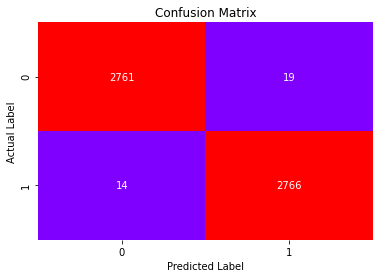 Confusion Matrix
Actual Label
0
2761 19
1
14 2766
0 1
Predicted Label